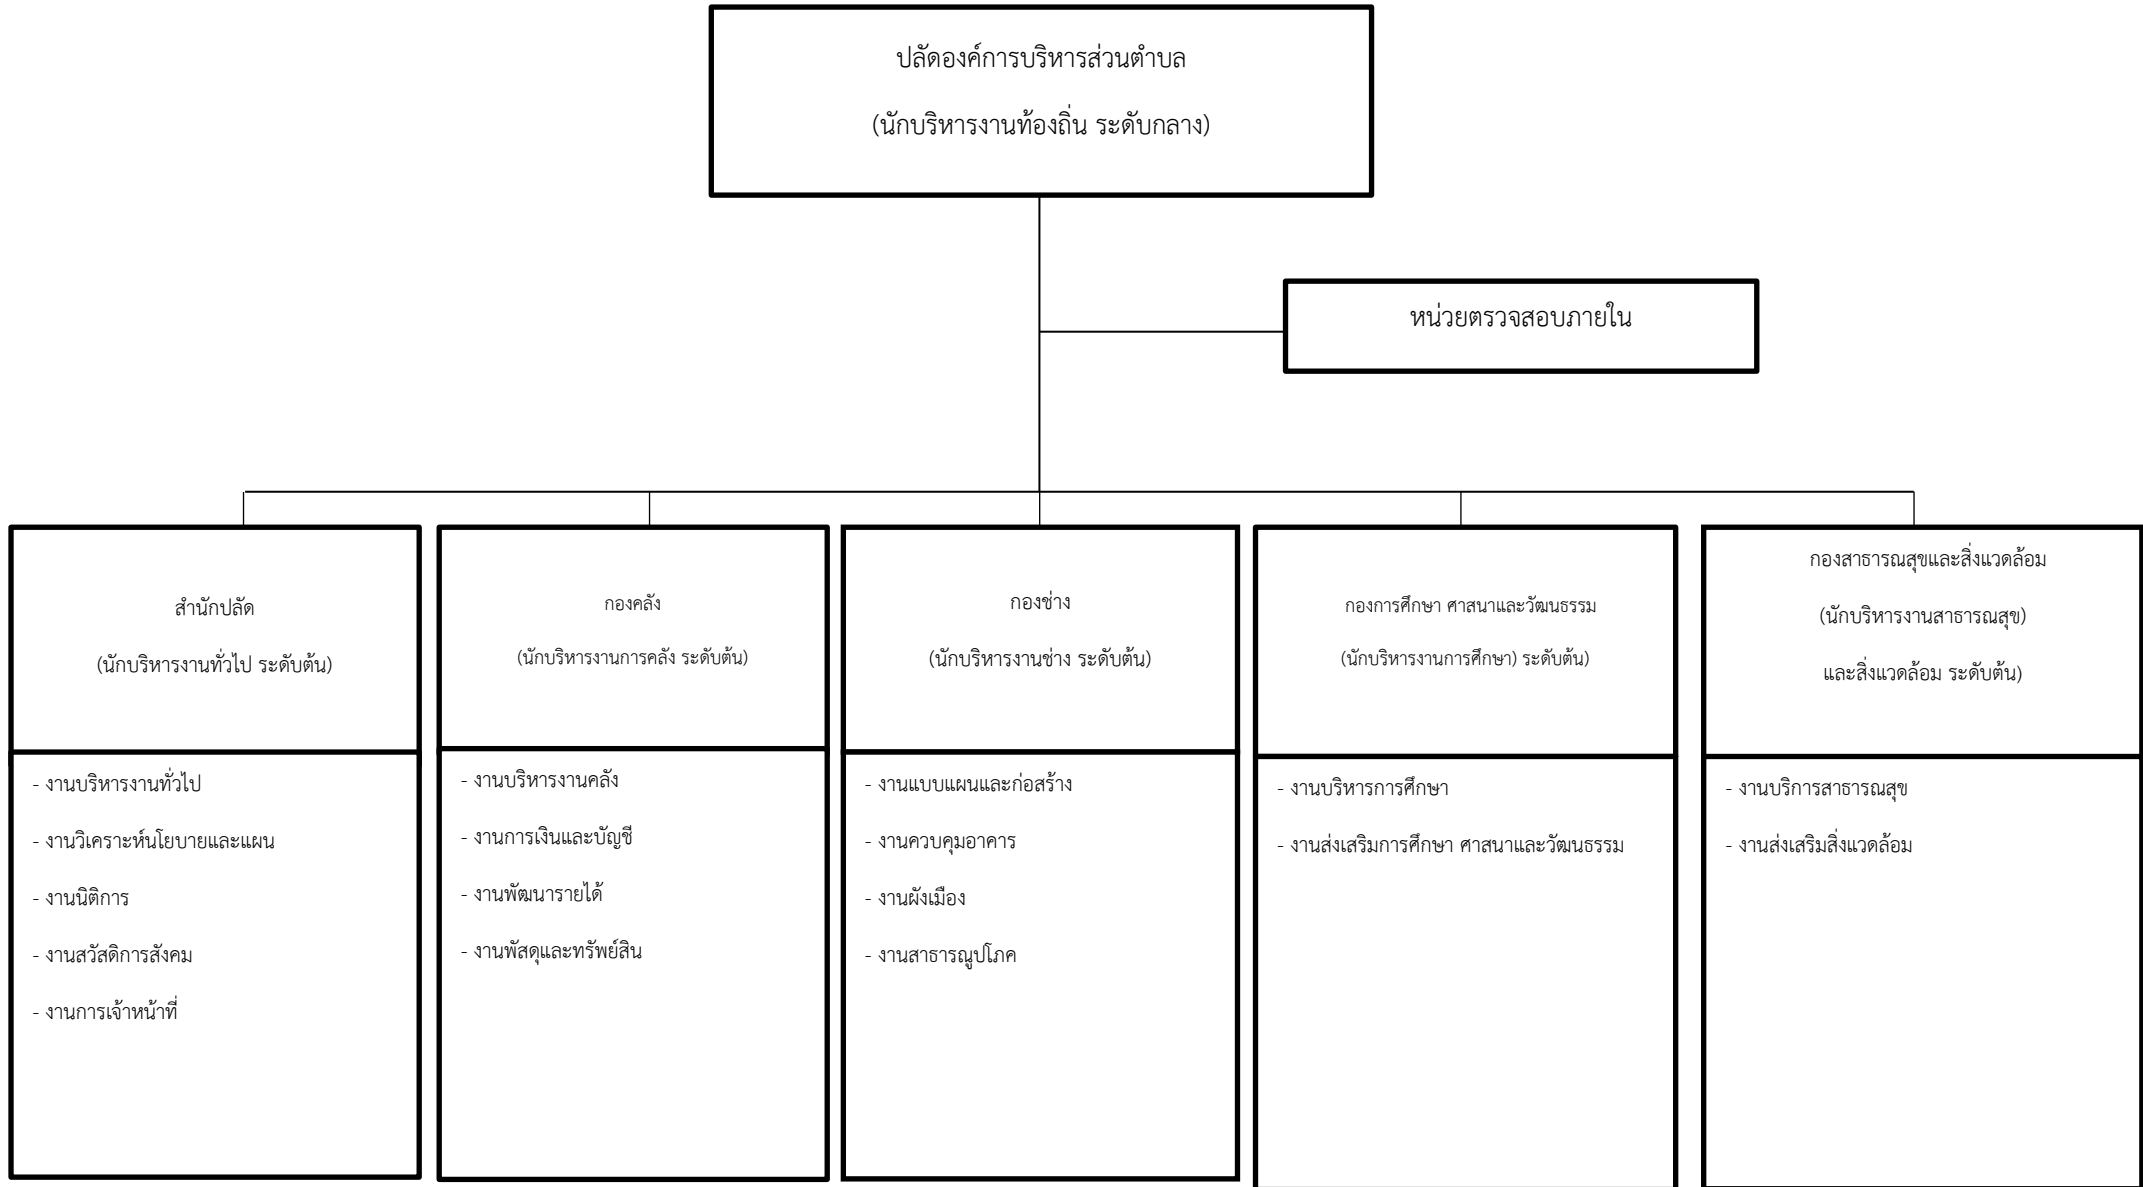 ปลัดองค์การบริหารส่วนตำบล
(นักบริหารงานท้องถิ่น ระดับกลาง)
หน่วยตรวจสอบภายใน
สำนักปลัด
(นักบริหารงานทั่วไป ระดับต้น)
- งานบริหารงานทั่วไป
- งานวิเคราะห์นโยบายและแผน
- งานนิติการ
- งานสวัสดิการสังคม
- งานการเจ้าหน้าที่
กองคลัง
(นักบริหารงานการคลัง ระดับต้น)
- งานบริหารงานคลัง
- งานการเงินและบัญชี
- งานพัฒนารายได้
- งานพัสดุและทรัพย์สิน
กองช่าง
(นักบริหารงานช่าง ระดับต้น)
- งานแบบแผนและก่อสร้าง
- งานควบคุมอาคาร
- งานผังเมือง
- งานสาธารณูปโภค
กองการศึกษา ศาสนาและวัฒนธรรม
(นักบริหารงานการศึกษา) ระดับต้น)
- งานบริหารการศึกษา
- งานส่งเสริมการศึกษา ศาสนาและวัฒนธรรม
กองสาธารณสุขและสิ่งแวดล้อม
(นักบริหารงานสาธารณสุข)
และสิ่งแวดล้อม ระดับต้น)
- งานบริการสาธารณสุข
- งานส่งเสริมสิ่งแวดล้อม